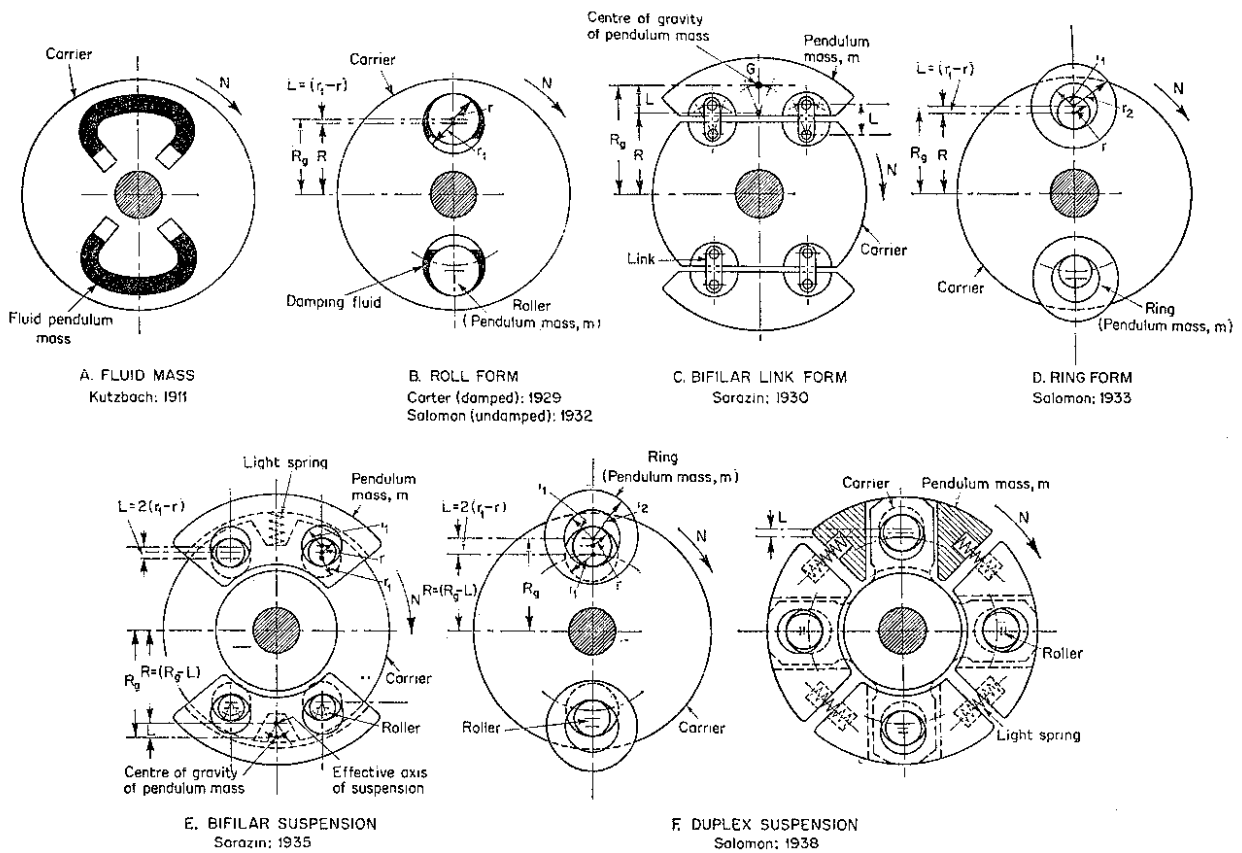 Carrier
N
Fluid pendulum
mass
A. FLUID MASS
Kutzbach: 1911
Carrier
N
L=(r₁-r)
r
r₁
Rg
R
Damping fluid
Roller
(Pendulum mass, m)
B. ROLL FORM
Carter (damped): 1929
Salomon (undamped): 1932
Centre of gravity
of pendulum mass
G
Pendulum
mass, m
L
L
Rg
R
N
Link
Carrier
C. BIFILAR LINK FORM
Sarazin: 1930
L=(r₁-r)
r₁
r₂
r
N
Rg
R
Carrier
Ring
(Pendulum mass, m)
D. RING FORM
Salomon: 1933
Light spring
Pendulum
mass, m
L=2(r₁-r)
r₁
r
r₁
N
Rg
R=(Rg-L)
L
Carrier
Roller
Centre of gravity
of pendulum mass
Effective axis
of suspension
E. BIFILAR SUSPENSION
Sarazin: 1935
Ring
(Pendulum mass, m)
L=2(r₁-r)
r₁
r₂
r₁
r
N
R=(Rg-L)
Rg
Roller
Carrier
Carrier
Pendulum mass, m
L
N
Roller
Light spring
F. DUPLEX SUSPENSION
Salomon: 1938